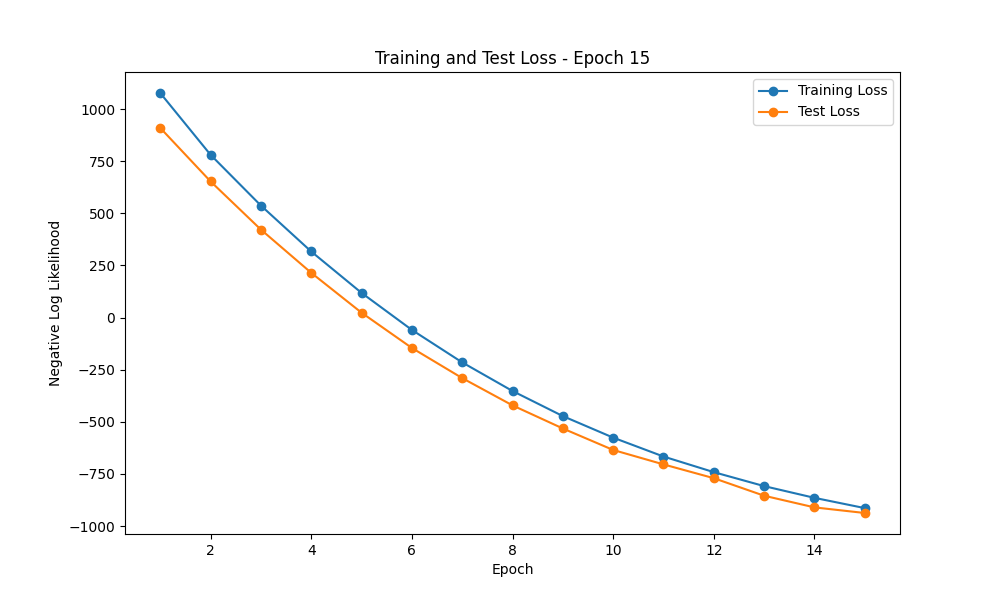 Training and Test Loss - Epoch 15
Training Loss
Test Loss
1000
750
500
250
0
−250
−500
−750
−1000
Negative Log Likelihood
2 4 6 8 10 12 14
Epoch